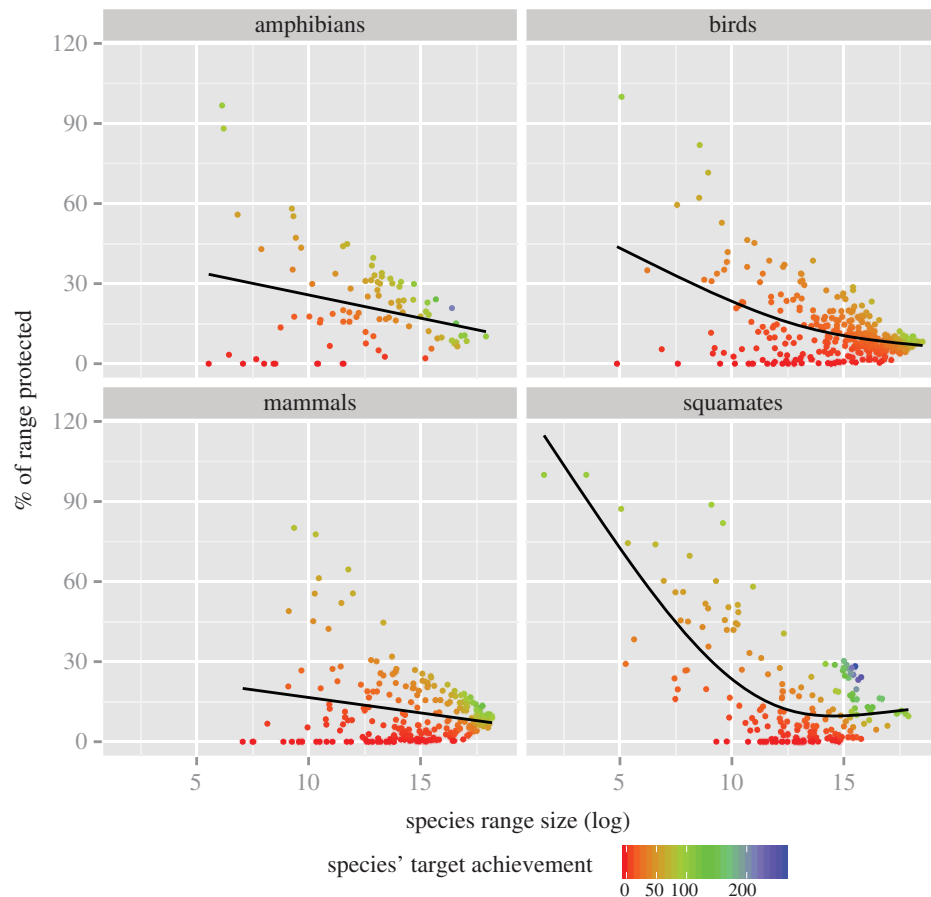 amphibians birds
120
90
60
30
0
% of range protected
mammals squamates
120
90
60
30
0
5 10 15 5 10 15
species range size (log)
species' target achievement
0 50 100 200